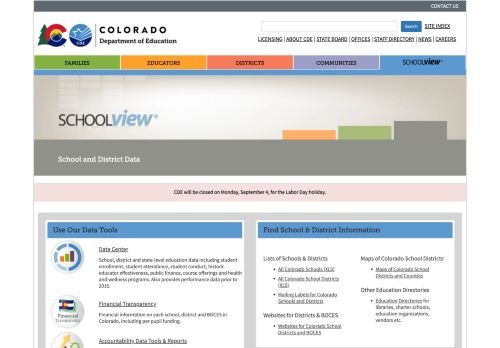 CONTACT US
COLORADO
Department of Education
CDE
Search
SITE INDEX
LICENSING | ABOUT CDE | STATE BOARD | OFFICES | STAFF DIRECTORY | NEWS | CAREERS
FAMILIES
EDUCATORS
DISTRICTS
COMMUNITIES
SCHOOLVIEW®
SCHOOLVIEW®
School and District Data
CDE will be closed on Monday, September 4, for the Labor Day holiday.
Use Our Data Tools
Data Center
School, district and state-level education data including student
enrollment, student attendance, student conduct, historic
educator effectiveness, public finance, course offerings and health
and wellness programs. Also provides performance data prior to
2015.
Financial
Transparency
Financial Transparency
Financial information on each school, district and BOCES in
Colorado, including per pupil funding.
Accountability Data Tools & Reports
Find School & District Information
Lists of Schools & Districts
All Colorado Schools (XLS)
All Colorado School Districts
(XLS)
Mailing Labels for Colorado
Schools and Districts
Websites for Districts & BOCES
Websites for Colorado School
Districts and BOCES
Maps of Colorado School Districts
Maps of Colorado School
Districts and Counties
Other Education Directories
Education Directories for
libraries, charter schools,
education organizations,
vendors etc.